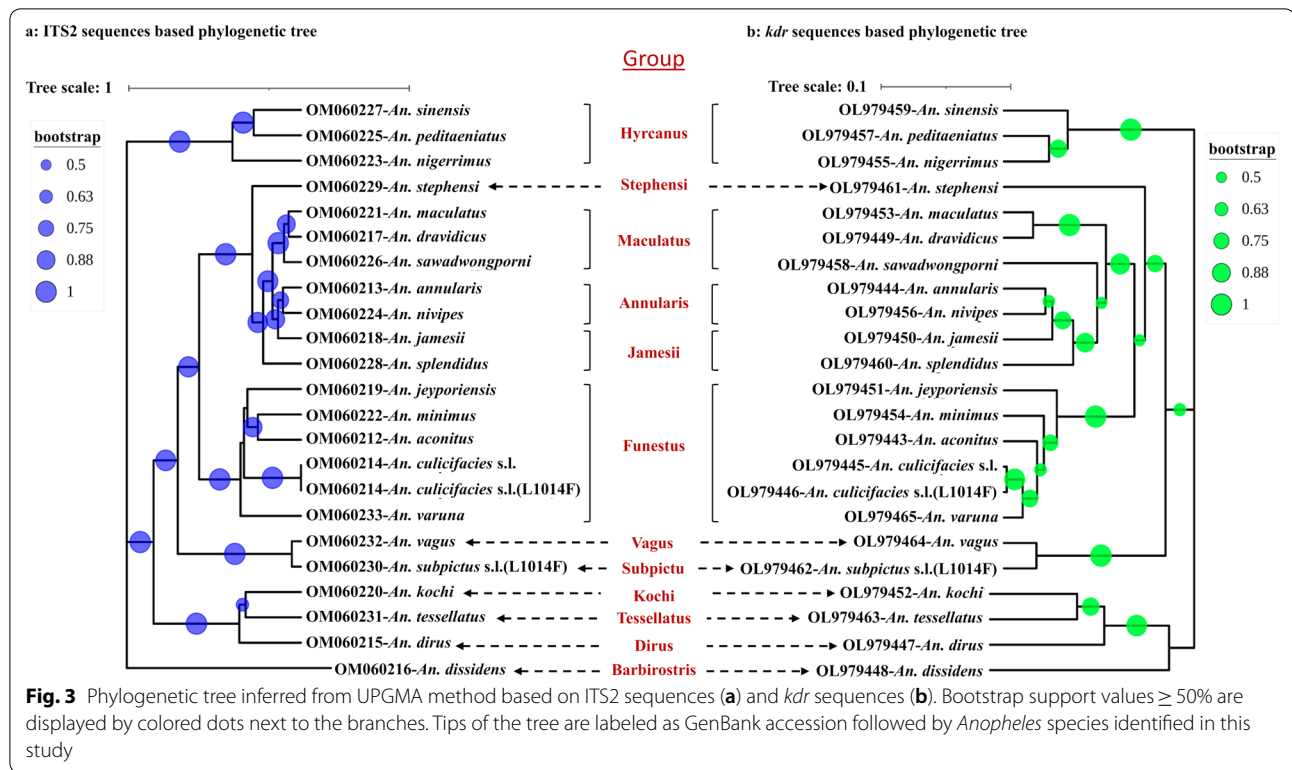 a: ITS2 sequences based phylogenetic tree
b: kdr sequences based phylogenetic tree
Group
Tree scale: 1
Tree scale: 0.1
bootstrap
0.5
0.63
0.75
0.88
1
OM060227-An. sinensis
OM060225-An. peditaeniatus
OM060223-An. nigerrimus
OM060229-An. stephensi
OM060221-An. maculatus
OM060217-An. dravidicus
OM060226-An. sawadwongporni
OM060213-An. annularis
OM060224-An. nivipes
OM060218-An. jamesii
OM060228-An. splendidus
OM060219-An. jeyporiensis
OM060222-An. minimus
OM060212-An. aconitus
OM060214-An. culicifacies s.l.
OM060214-An. culicifacies s.l.(L1014F)
OM060233-An. varuna
OM060232-An. vagus
OM060230-An. subpictus s.l.(L1014F)
OM060220-An. kochi
OM060231-An. tessellatus
OM060215-An. dirus
OM060216-An. dissidens
Hyrcanus
Stephensi
Maculatus
Annularis
Jamesii
Funestus
Vagus
Subpictu
Kochi
Tessellatus
Dirus
Barbirostris
OL979459-An. sinensis
OL979457-An. peditaeniatus
OL979455-An. nigerrimus
OL979461-An. stephensi
OL979453-An. maculatus
OL979449-An. dravidicus
OL979458-An. sawadwongporni
OL979444-An. annularis
OL979456-An. nivipes
OL979450-An. jamesii
OL979460-An. splendidus
OL979451-An. jeyporiensis
OL979454-An. minimus
OL979443-An. aconitus
OL979445-An. culicifacies s.l.
OL979446-An. culicifacies s.l.(L1014F)
OL979465-An. varuna
OL979464-An. vagus
OL979462-An. subpictus s.l.(L1014F)
OL979452-An. kochi
OL979463-An. tessellatus
OL979447-An. dirus
OL979448-An. dissidens
bootstrap
0.5
0.63
0.75
0.88
1
Fig. 3 Phylogenetic tree inferred from UPGMA method based on ITS2 sequences (a) and kdr sequences (b). Bootstrap support values ≥ 50% are
displayed by colored dots next to the branches. Tips of the tree are labeled as GenBank accession followed by Anopheles species identified in this
study